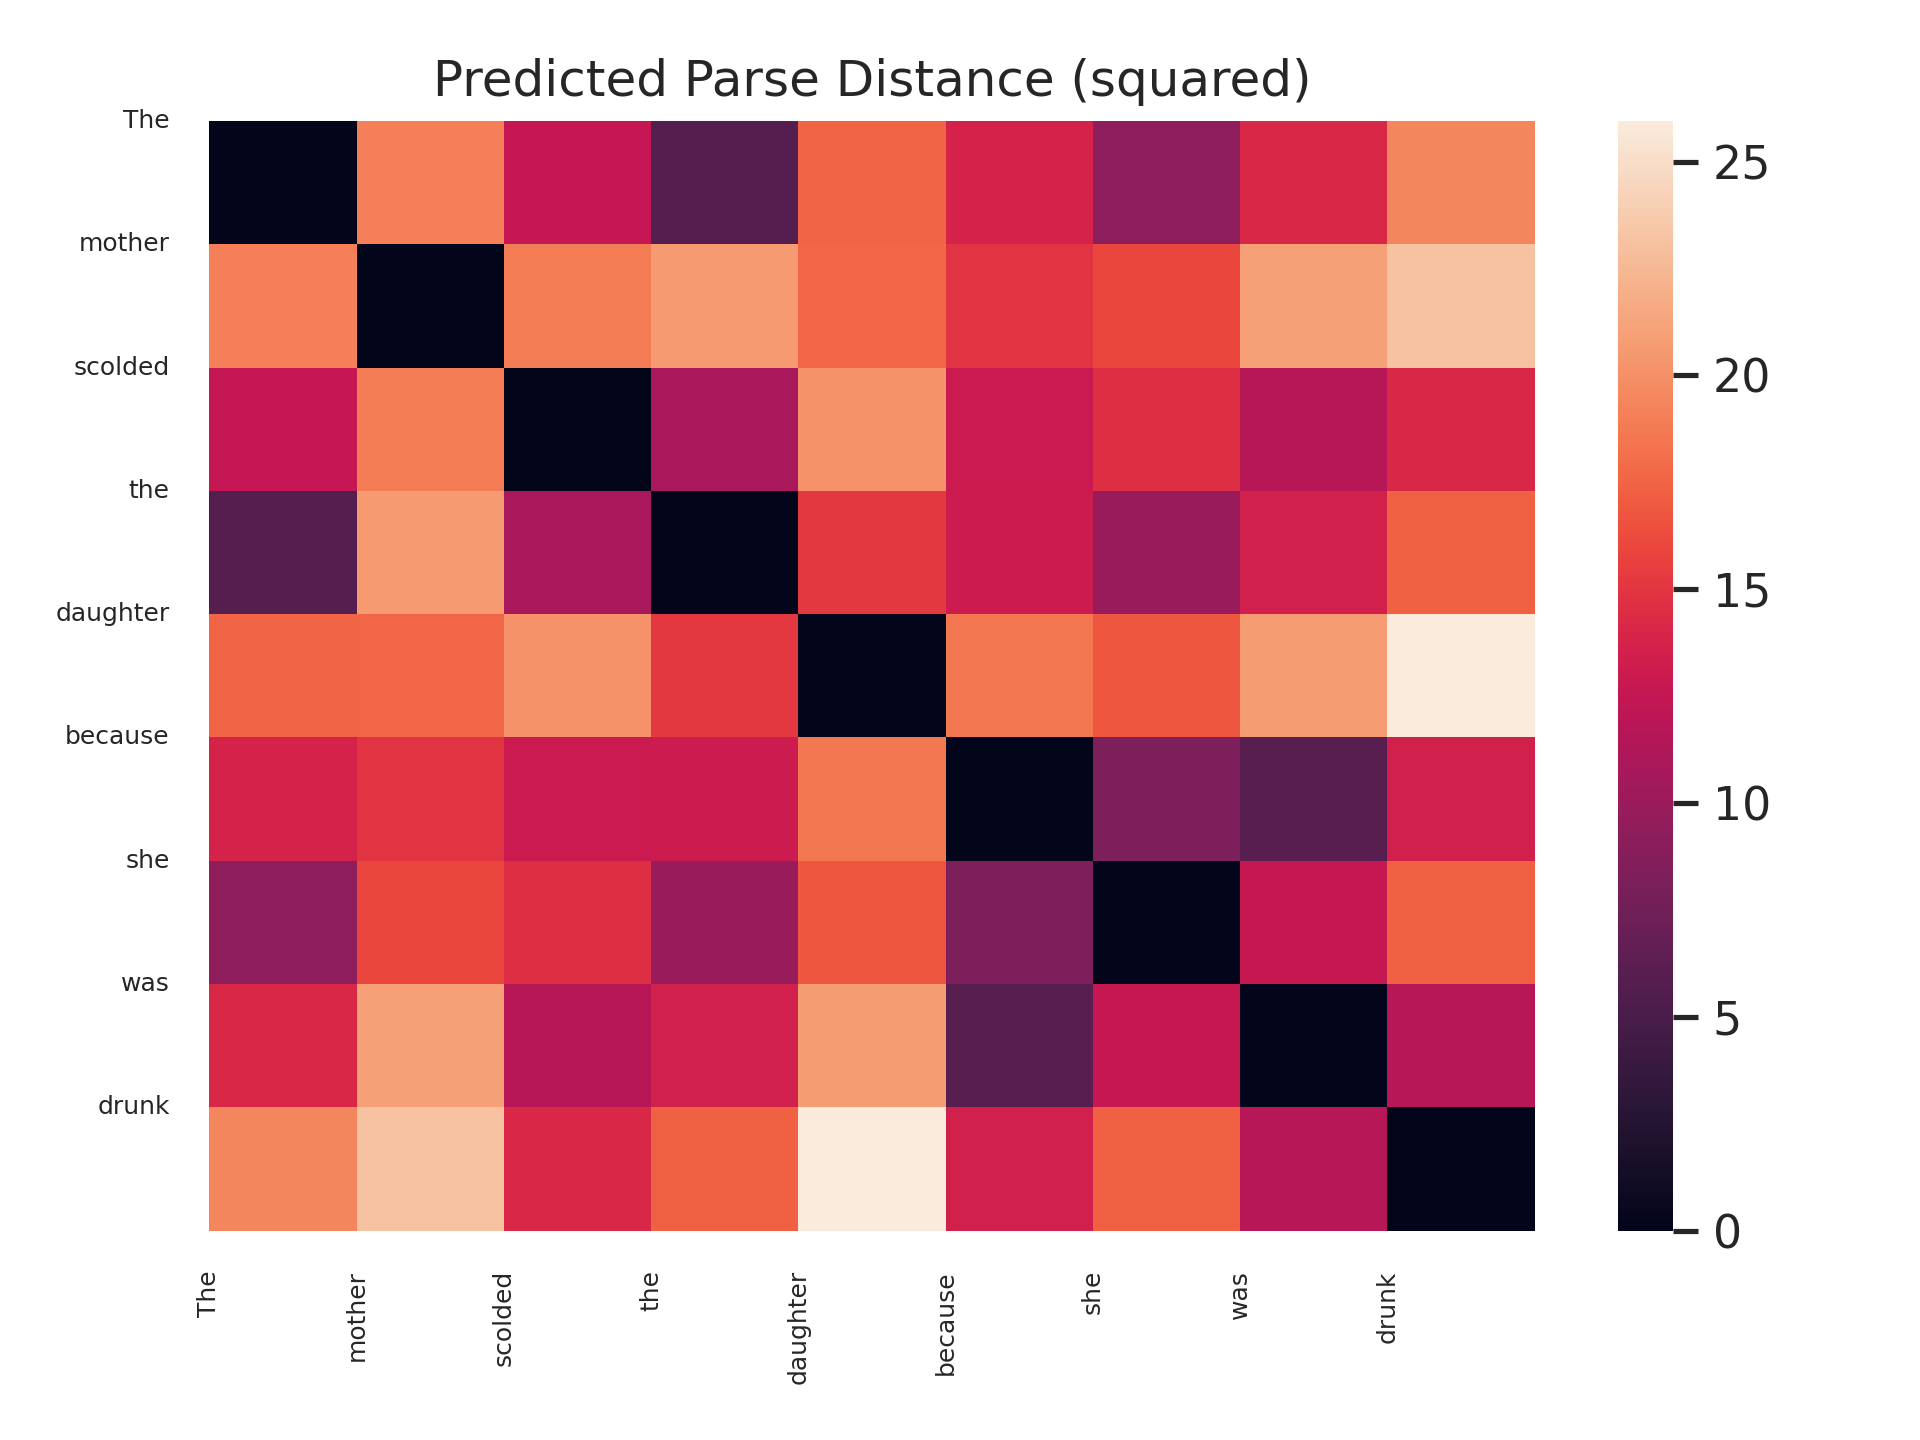 Predicted Parse Distance (squared)
The
mother
scolded
the
daughter
because
she
was
drunk
The
mother
scolded
the
daughter
because
she
was
drunk
25
20
15
10
5
0